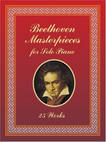 Beethoven
Masterpieces
for Solo Piano
25 Works